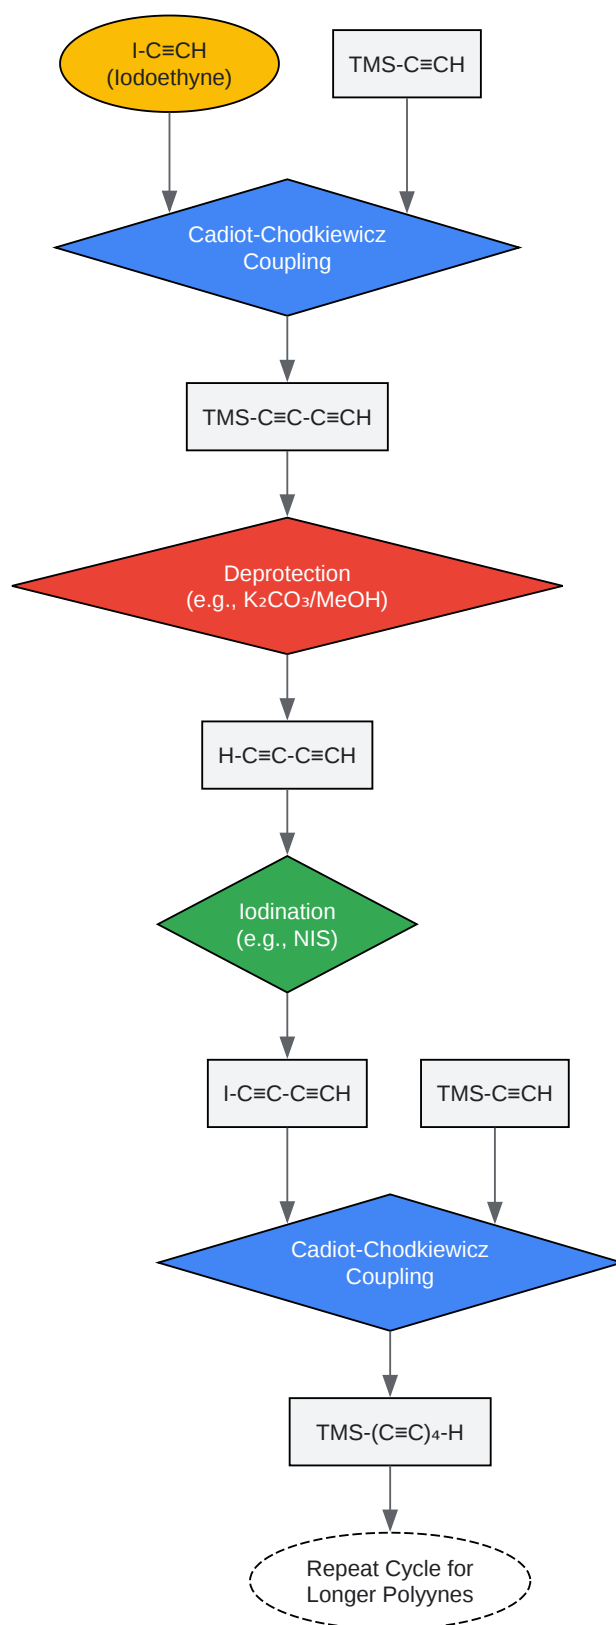 I-C≡CH
(Iodoethyne)
TMS-C≡CH
Cadiot-Chodkiewicz
Coupling
TMS-C≡C-C≡CH
Deprotection
(e.g., K₂CO₃/MeOH)
H-C≡C-C≡CH
Iodination
(e.g., NIS)
I-C≡C-C≡CH
TMS-C≡CH
Cadiot-Chodkiewicz
Coupling
TMS-(C≡C)₄-H
Repeat Cycle for
Longer Polyynes